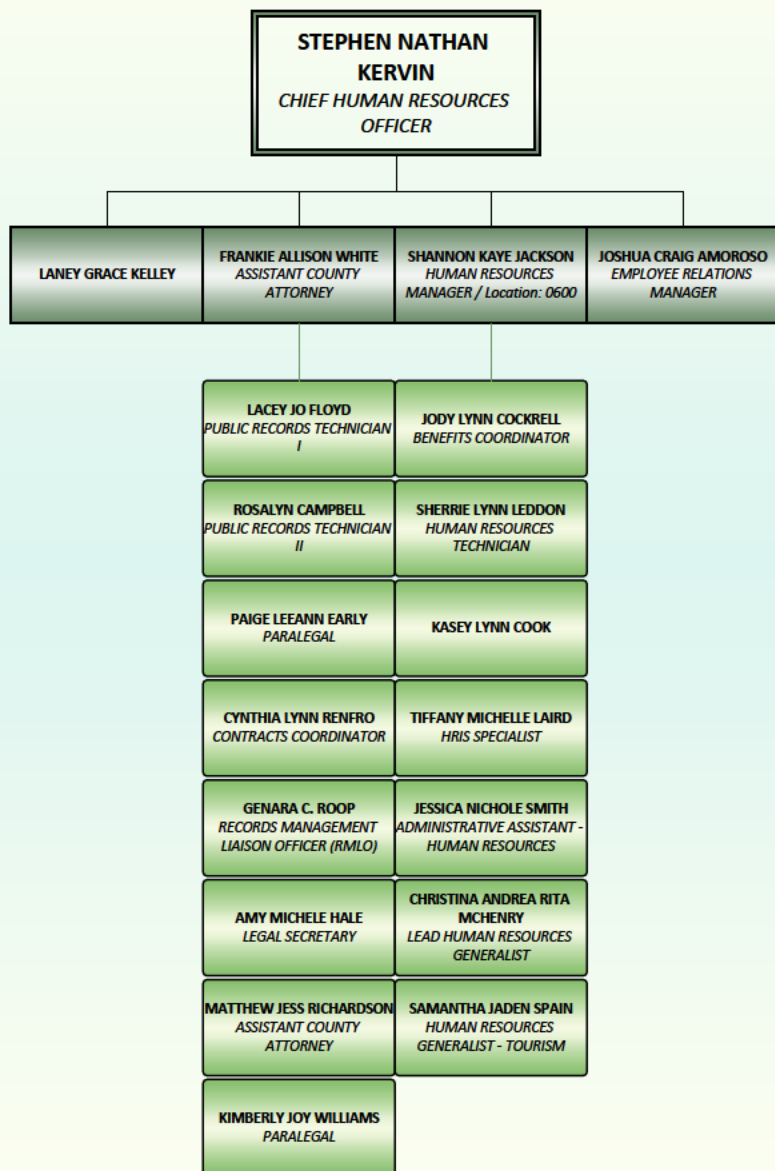 STEPHEN NATHAN
KERVIN
CHIEF HUMAN RESOURCES
OFFICER
LANEY GRACE KELLEY
FRANKIE ALLISON WHITE
ASSISTANT COUNTY
ATTORNEY
SHANNON KAYE JACKSON
HUMAN RESOURCES
MANAGER / Location: 0600
JOSHUA CRAIG AMOROSO
EMPLOYEE RELATIONS
MANAGER
LACEY JO FLOYD
PUBLIC RECORDS TECHNICIAN
I
JODY LYNN COCKRELL
BENEFITS COORDINATOR
ROSALYN CAMPBELL
PUBLIC RECORDS TECHNICIAN
II
SHERRIE LYNN LEDDON
HUMAN RESOURCES
TECHNICIAN
PAIGE LEEANN EARLY
PARALEGAL
KASEY LYNN COOK
CYNTHIA LYNN RENFRO
CONTRACTS COORDINATOR
TIFFANY MICHELLE LAIRD
HRIS SPECIALIST
GENARA C. ROOP
RECORDS MANAGEMENT
LIAISON OFFICER (RMLO)
JESSICA NICHOLE SMITH
ADMINISTRATIVE ASSISTANT -
HUMAN RESOURCES
AMY MICHELE HALE
LEGAL SECRETARY
CHRISTINA ANDREA RITA
MCHENRY
LEAD HUMAN RESOURCES
GENERALIST
MATTHEW JESS RICHARDSON
ASSISTANT COUNTY
ATTORNEY
SAMANTHA JADEN SPAIN
HUMAN RESOURCES
GENERALIST - TOURISM
KIMBERLY JOY WILLIAMS
PARALEGAL